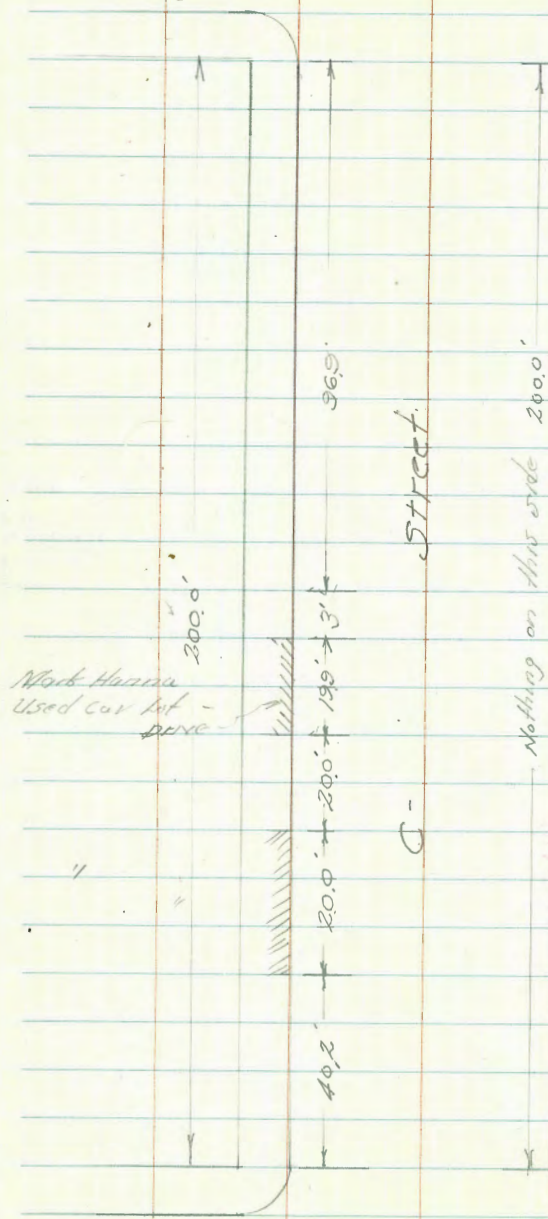 96.9'
Street.
200.0'
Nothing on this side
200.0'
3'
Mark Hanna
Used car Lot -
Drive
19.9'
20.0'
C-
20.0'
"
"
40.2'